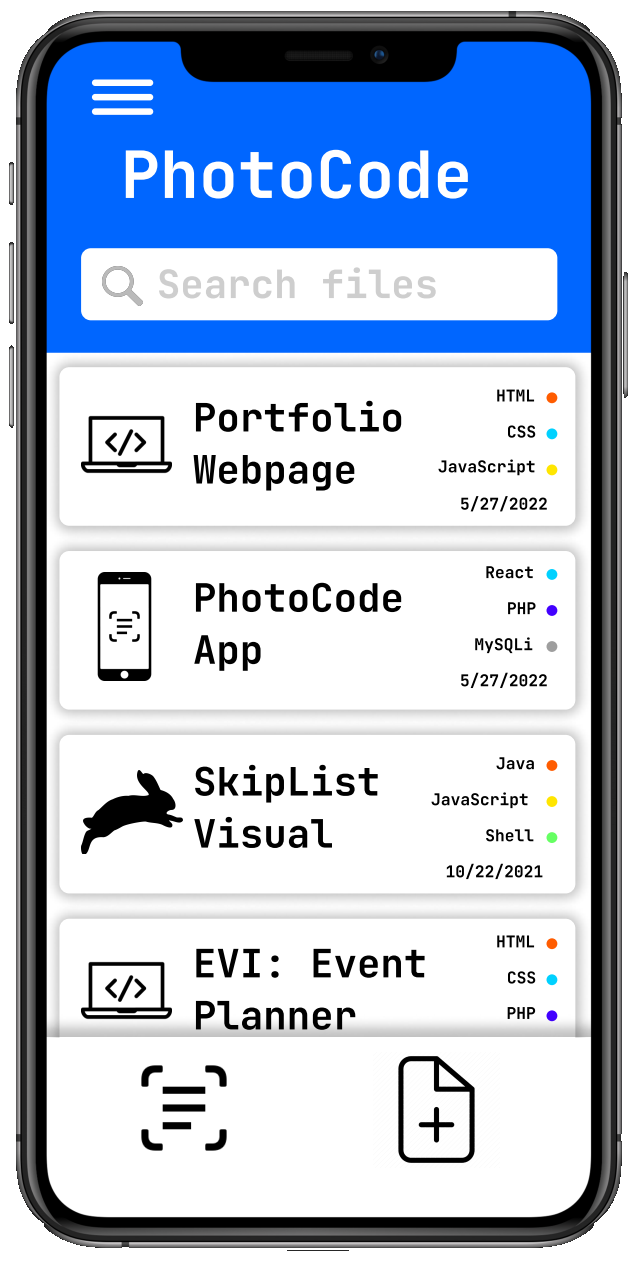 PhotoCode
Search files
Portfolio
Webpage
HTML
CSS
JavaScript
5/27/2022
PhotoCode
App
React
PHP
MySQLi
5/27/2022
SkipList
Visual
Java
JavaScript
Shell
10/22/2021
EVI: Event
Planner
HTML
CSS
PHP